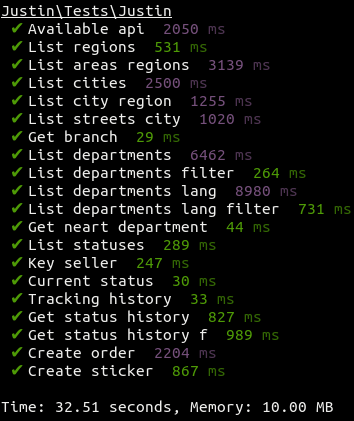 Justin\Tests\Justin
✔ Available api 2050 ms
✔ List regions 531 ms
✔ List areas regions 3139 ms
✔ List cities 2500 ms
✔ List city region 1255 ms
✔ List streets city 1020 ms
✔ Get branch 29 ms
✔ List departments 6462 ms
✔ List departments filter 264 ms
✔ List departments lang 8980 ms
✔ List departments lang filter 731 ms
✔ Get neart department 44 ms
✔ List statuses 289 ms
✔ Key seller 247 ms
✔ Current status 30 ms
✔ Tracking history 33 ms
✔ Get status history 827 ms
✔ Get status history f 989 ms
✔ Create order 2204 ms
✔ Create sticker 867 ms
Time: 32.51 seconds, Memory: 10.00 MB